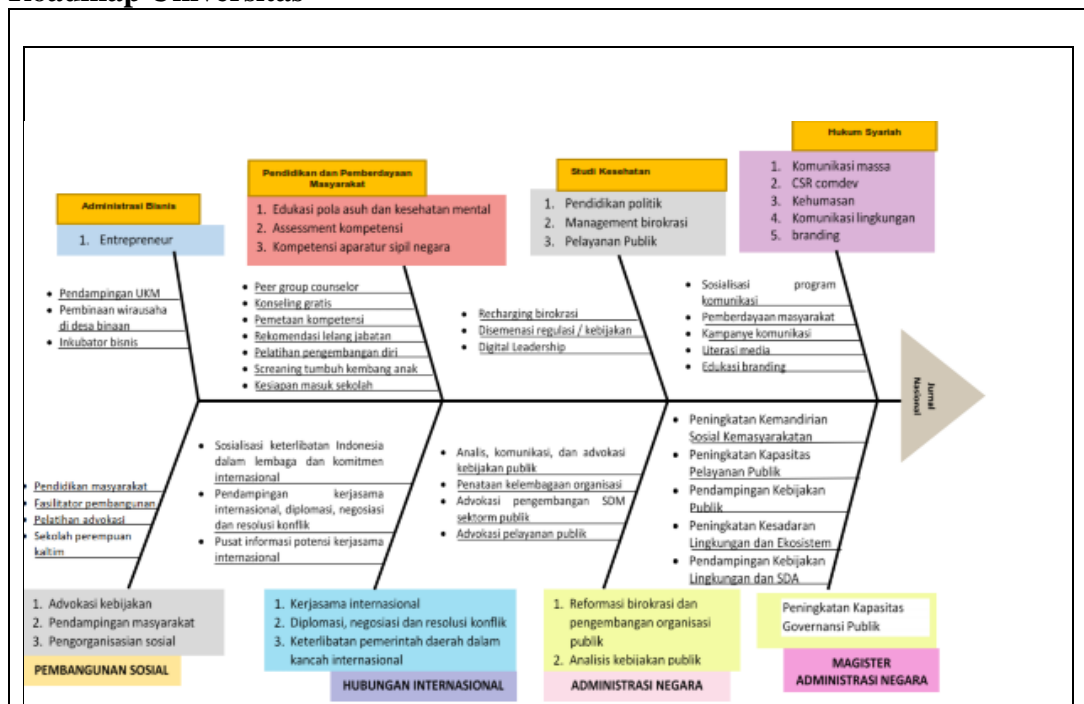 Roadmap Universitas
Hukum Syariah
1. Komunikasi massa
2. CSR comdev
3. Kehumasan
4. Komunikasi lingkungan
5. branding
Pendidikan dan Pemberdayaan
Masyarakat
1. Edukasi pola asuh dan kesehatan mental
2. Assessment kompetensi
3. Kompetensi aparatur sipil negara
Studi Kesehatan
1. Pendidikan politik
2. Management birokrasi
3. Pelayanan Publik
Administrasi Bisnis
1. Entrepreneur
• Pendampingan UKM
• Pembinaan wirausaha
di desa binaan
• Inkubator bisnis
• Peer group counselor
• Konseling gratis
• Pemetaan kompetensi
• Rekomendasi lelang jabatan
• Pelatihan pengembangan diri
• Screaning tumbuh kembang anak
• Kesiapan masuk sekolah
• Recharging birokrasi
• Disemenasi regulasi / kebijakan
• Digital Leadership
• Sosialisasi program
komunikasi
• Pemberdayaan masyarakat
• Kampanye komunikasi
• Literasi media
• Edukasi branding
Jurnal
Nasional
• Pendidikan masyarakat
• Fasilitator pembangunan
• Pelatihan advokasi
• Sekolah perempuan
kaltim
• Sosialisasi keterlibatan Indonesia
dalam lembaga dan komitmen
internasional
• Pendampingan kerjasama
internasional, diplomasi, negosiasi
dan resolusi konflik
• Pusat informasi potensi kerjasama
internasional
• Analis, komunikasi, dan advokasi
kebijakan publik
• Penataan kelembagaan organisasi
• Advokasi pengembangan SDM
sektorm publik
• Advokasi pelayanan publik
• Peningkatan Kemandirian
Sosial Kemasyarakatan
• Peningkatan Kapasitas
Pelayanan Publik
• Pendampingan Kebijakan
Publik
• Peningkatan Kesadaran
Lingkungan dan Ekosistem
• Pendampingan Kebijakan
Lingkungan dan SDA
1. Advokasi kebijakan
2. Pendampingan masyarakat
3. Pengorganisasian sosial
PEMBANGUNAN SOSIAL
1. Kerjasama internasional
2. Diplomasi, negosiasi dan resolusi konflik
3. Keterlibatan pemerintah daerah dalam
kancah internasional
HUBUNGAN INTERNASIONAL
1. Reformasi birokrasi dan
pengembangan organisasi
publik
2. Analisis kebijakan publik
ADMINISTRASI NEGARA
Peningkatan Kapasitas
Governansi Publik
MAGISTER
ADMINISTRASI NEGARA